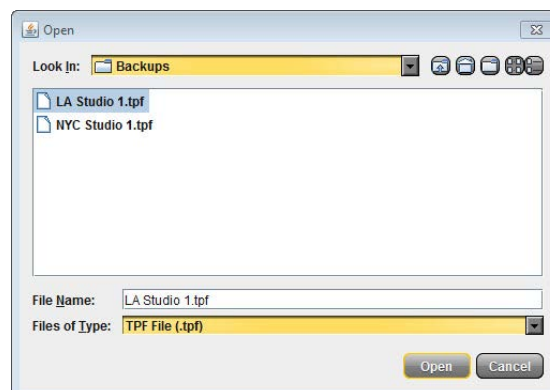 Open
Look In: Backups
LA Studio 1.tpf
NYC Studio 1.tpf
File Name: LA Studio 1.tpf
Files of Type: TPF File (.tpf)
Open Cancel